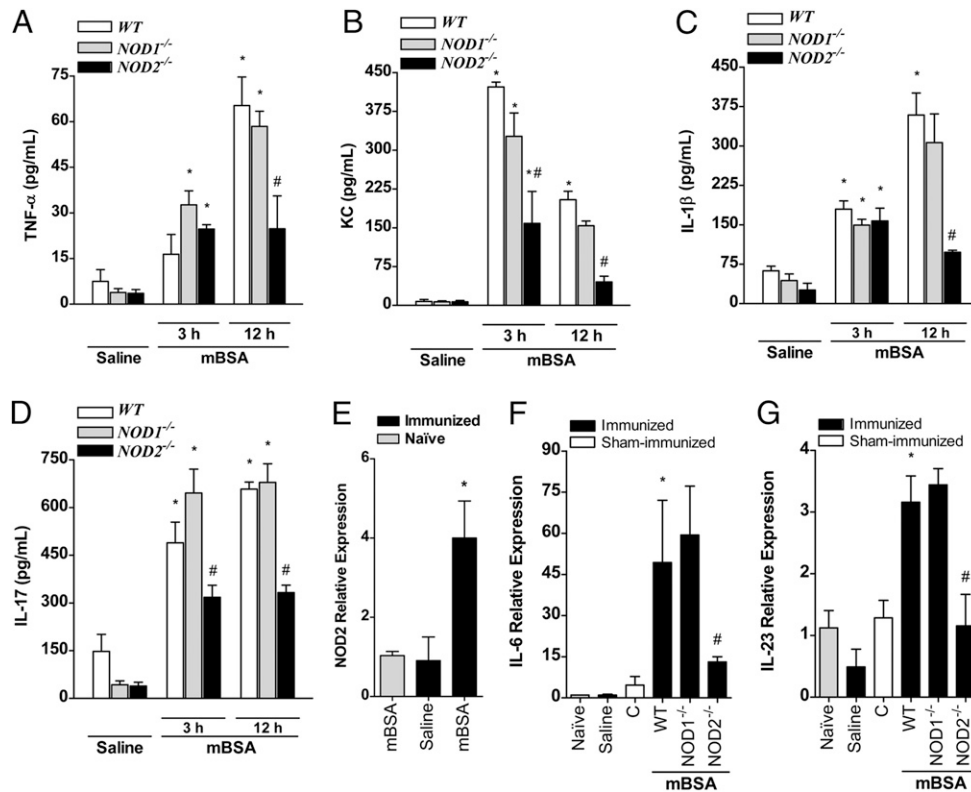 A
WT
NOD1-/-
NOD2-/-
TNF-α (pg/mL)
75
60
45
30
15
0
*
*
*
*
#
3 h
12 h
Saline
mBSA
B
WT
NOD1-/-
NOD2-/-
KC (pg/mL)
450
375
300
225
150
75
0
*
*
*#
*
#
3 h
12 h
Saline
mBSA
C
WT
NOD1-/-
NOD2-/-
IL-1β (pg/mL)
450
375
300
225
150
75
0
*
*
*
*
#
3 h
12 h
Saline
mBSA
D
WT
NOD1-/-
NOD2-/-
IL-17 (pg/mL)
750
600
450
300
150
0
*
*
#
*
*
#
3 h
12 h
Saline
mBSA
E
Immunized
Naïve
NOD2 Relative Expression
6
4
2
0
*
mBSA
Saline
mBSA
F
Immunized
Sham-immunized
IL-6 Relative Expression
90
75
60
45
30
15
0
*
#
Naïve
Saline
C
WT
NOD1-/-
NOD2-/-
mBSA
G
Immunized
Sham-immunized
IL-23 Relative Expression
4
3
2
1
0
*
#
Naïve
Saline
C-
WT
NOD1-/-
NOD2-/-
mBSA